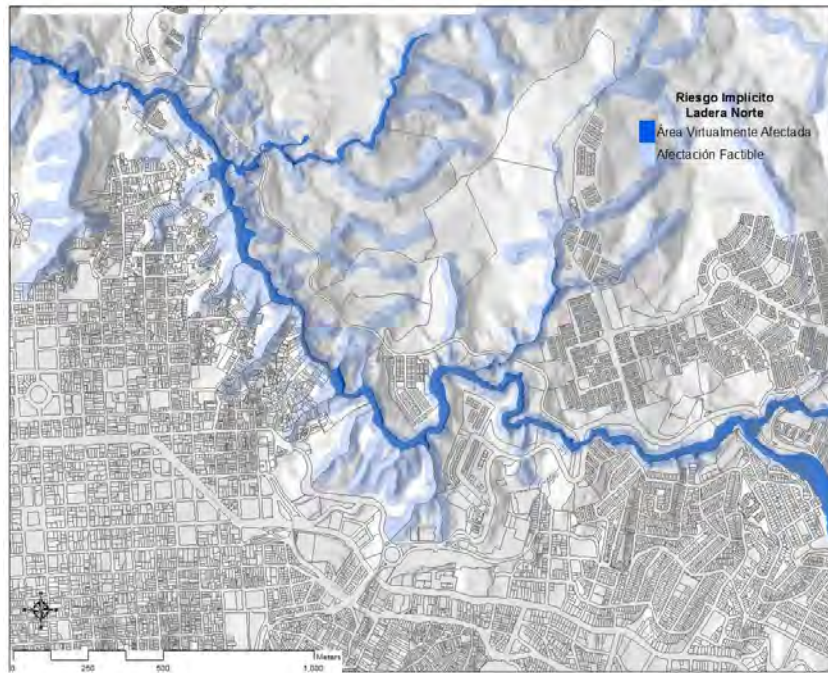 Riesgo Implícito
Ladera Norte
Área Virtualmente Afectada
Afectación Factible
0 250 500 1,000
Meters